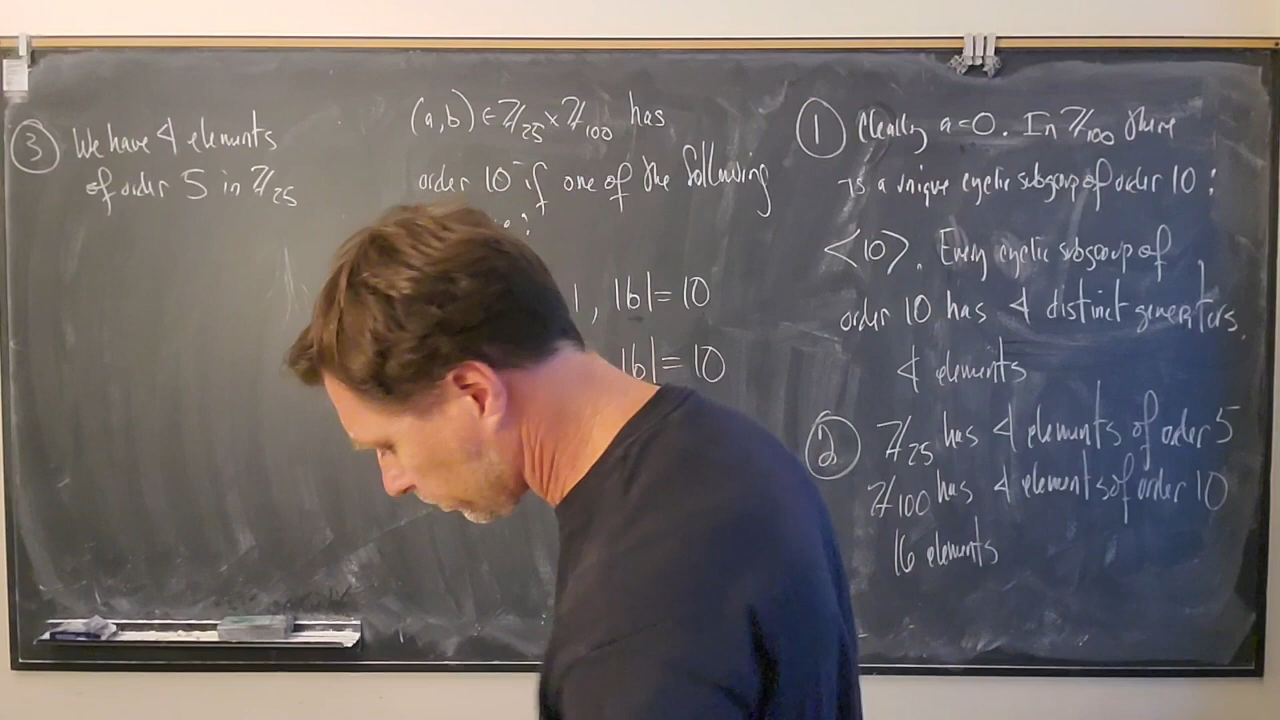 ③ We have 4 elements
of order 5 in ℤ₂₅
(a,b) ∈ ℤ₂₅ × ℤ₁₀₀ has
order 10 if one of the following
1, |b|=10
|b|=10
① Clearly a=0. In ℤ₁₀₀ there
is a unique cyclic subgroup of order 10:
<10>. Every cyclic subgroup of
order 10 has 4 distinct generators.
4 elements
② ℤ₂₅ has 4 elements of order 5
ℤ₁₀₀ has 4 elements of order 10
16 elements